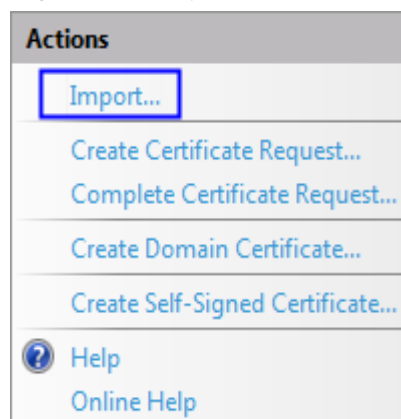 Actions
Import...
Create Certificate Request...
Complete Certificate Request...
Create Domain Certificate...
Create Self-Signed Certificate...
Help
Online Help